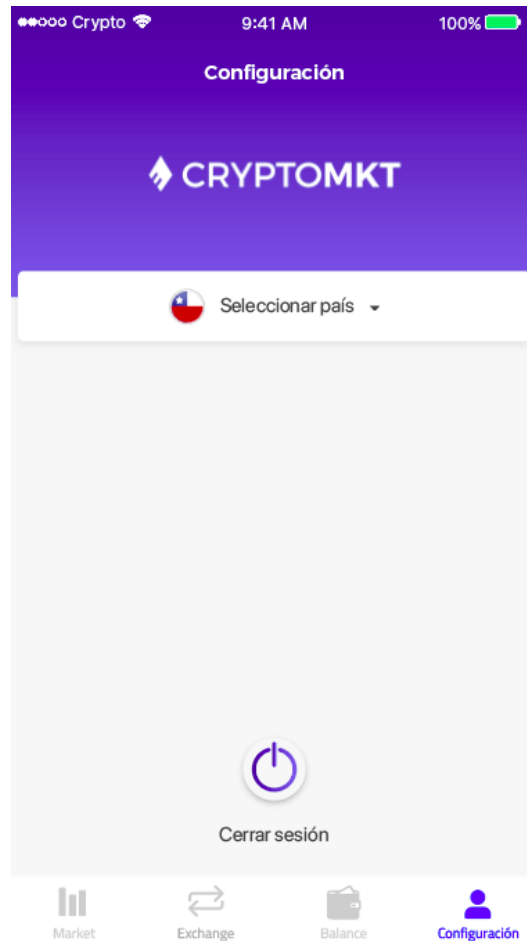 Crypto 9:41 AM 100%
Configuración
CRYPTOMKT
Seleccionar país
Cerrar sesión
Market Exchange Balance Configuración